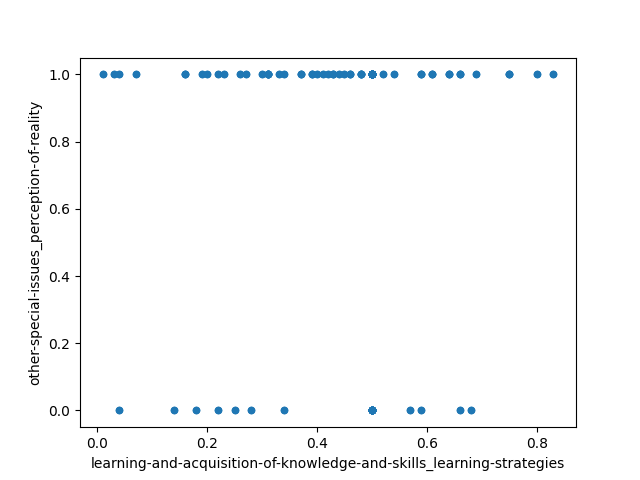 1.0
0.8
0.6
0.4
0.2
0.0
other-special-issues_perception-of-reality
0.0 0.2 0.4 0.6 0.8
learning-and-acquisition-of-knowledge-and-skills_learning-strategies